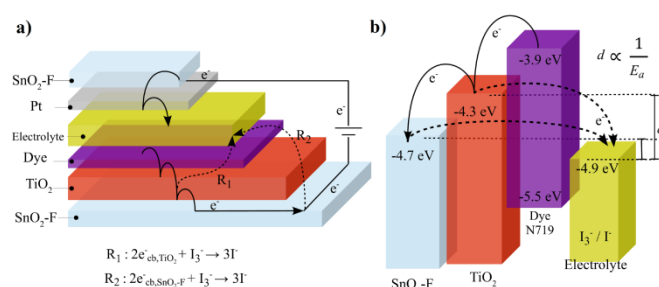 a)
SnO₂-F
Pt
Electrolyte
Dye
TiO₂
SnO₂-F
e⁻
e⁻
e⁻
e⁻
R₁
R₂
R₁ : 2e⁻cb,TiO₂ + I₃⁻ → 3I⁻
R₂ : 2e⁻cb,SnO₂-F + I₃⁻ → 3I⁻
b)
e⁻
e⁻
e⁻
d ∝ 1/Eₐ
-3.9 eV
-4.3 eV
-4.7 eV
-4.9 eV
-5.5 eV
Dye
N719
I₃⁻ / I⁻
Electrolyte
TiO₂
SnO₂-F